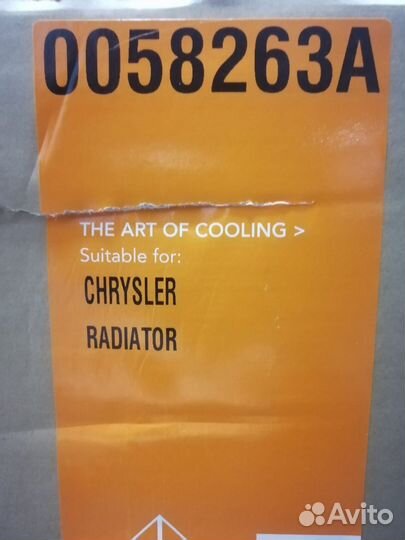 0058263A
THE ART OF COOLING >
Suitable for:
CHRYSLER
RADIATOR
Avito